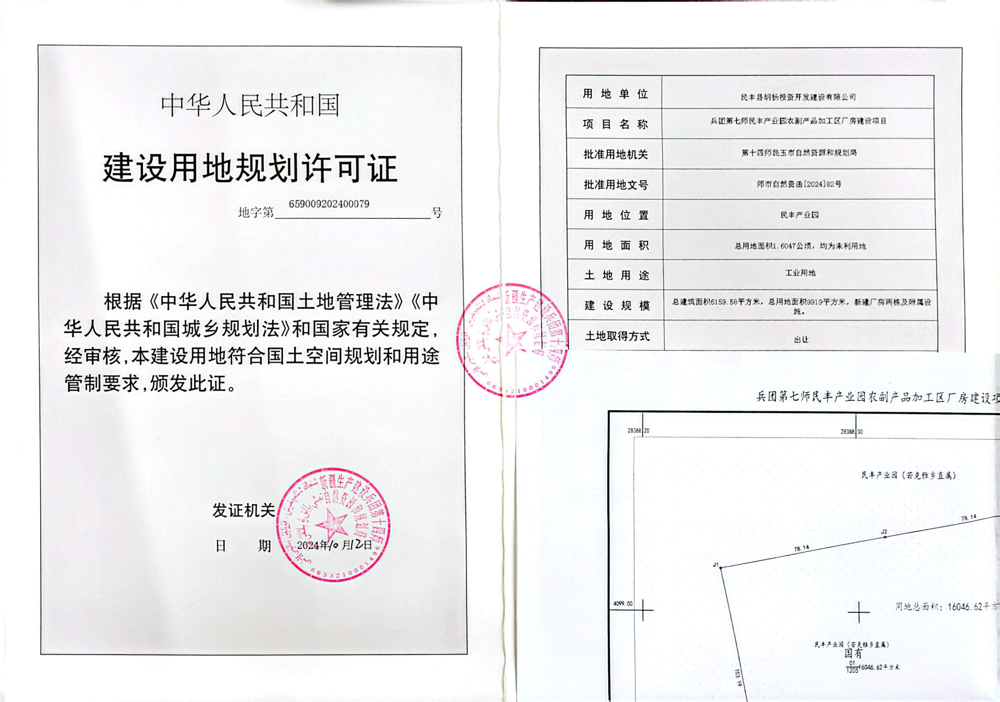 中华人民共和国
建设用地规划许可证
地字第 659009202400079 号
根据《中华人民共和国土地管理法》《中
华人民共和国城乡规划法》和国家有关规定,
经审核,本建设用地符合国土空间规划和用途
管制要求,颁发此证。
发证机关
日 期 2024年10月12日
新疆生产建设兵团第十四师
自然资源和规划局
6633210001496
用地单位 民丰县胡杨投资开发建设有限公司
项目名称 兵团第七师民丰产业园农副产品加工区厂房建设项目
批准用地机关 第十四师昆玉市自然资源和规划局
批准用地文号 师市自然资函[2024]82号
用地位置 民丰产业园
用地面积 总用地面积1.6047公顷，均为未利用地
土地用途 工业用地
建设规模 总建筑面积6159.58平方米，总用地面积8919平方米，新建厂房两栋及附属设
施。
土地取得方式 出让
新疆生产建设兵团第十四师
自然资源和规划局
6633210001496
兵团第七师民丰产业园农副产品加工区厂房建设项
28388.20
28388.30
民丰产业园（若克雅乡直属）
78.14
J2
78.14
J1
4099.00
用地总面积：16046.62平方
民丰产业园（若克雅乡直属）
国有
01
1205
16046.62平方米
103.19